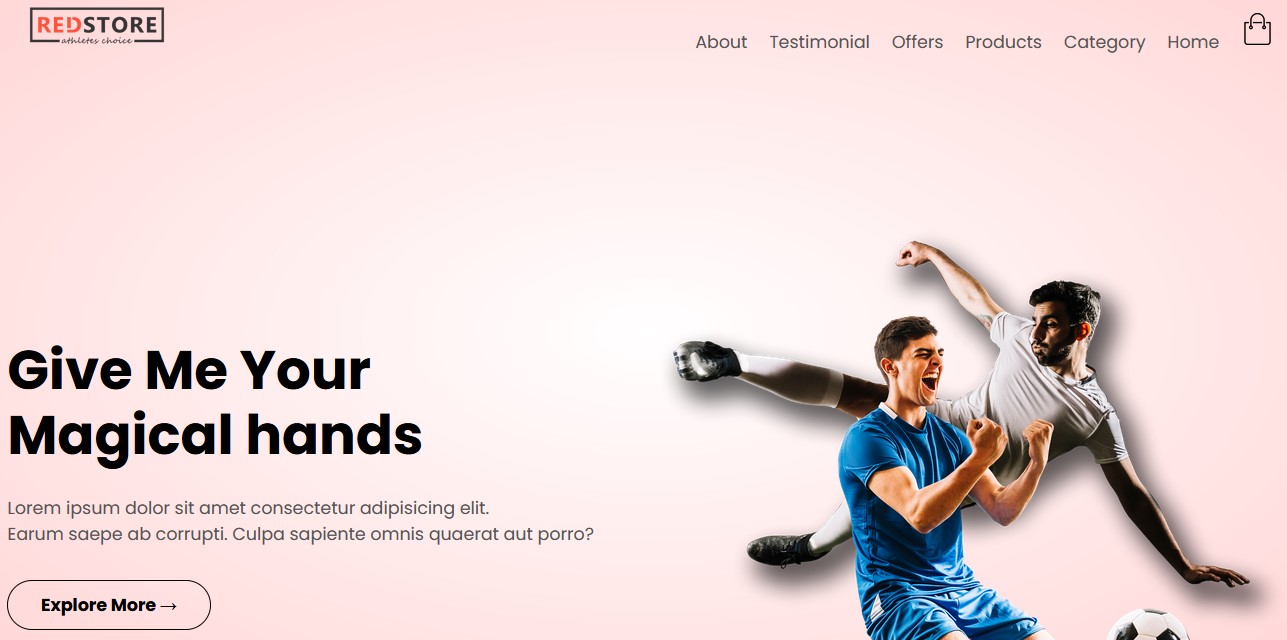 REDSTORE
athletes choice
About Testimonial Offers Products Category Home
Give Me Your
Magical hands
Lorem ipsum dolor sit amet consectetur adipisicing elit.
Earum saepe ab corrupti. Culpa sapiente omnis quaerat aut porro?
Explore More →